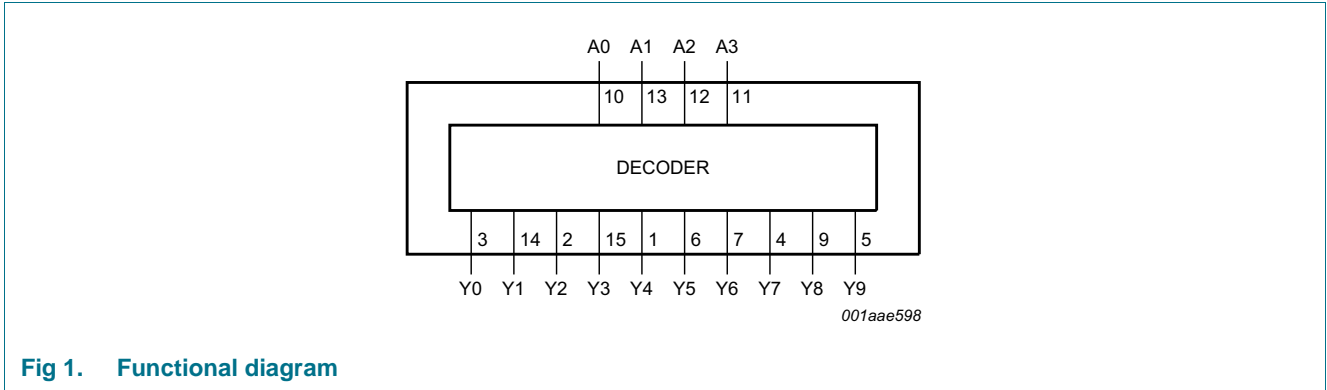 A0 A1 A2 A3
10 13 12 11
DECODER
3 14 2 15 1 6 7 4 9 5
Y0 Y1 Y2 Y3 Y4 Y5 Y6 Y7 Y8 Y9
001aae598
Fig 1. Functional diagram